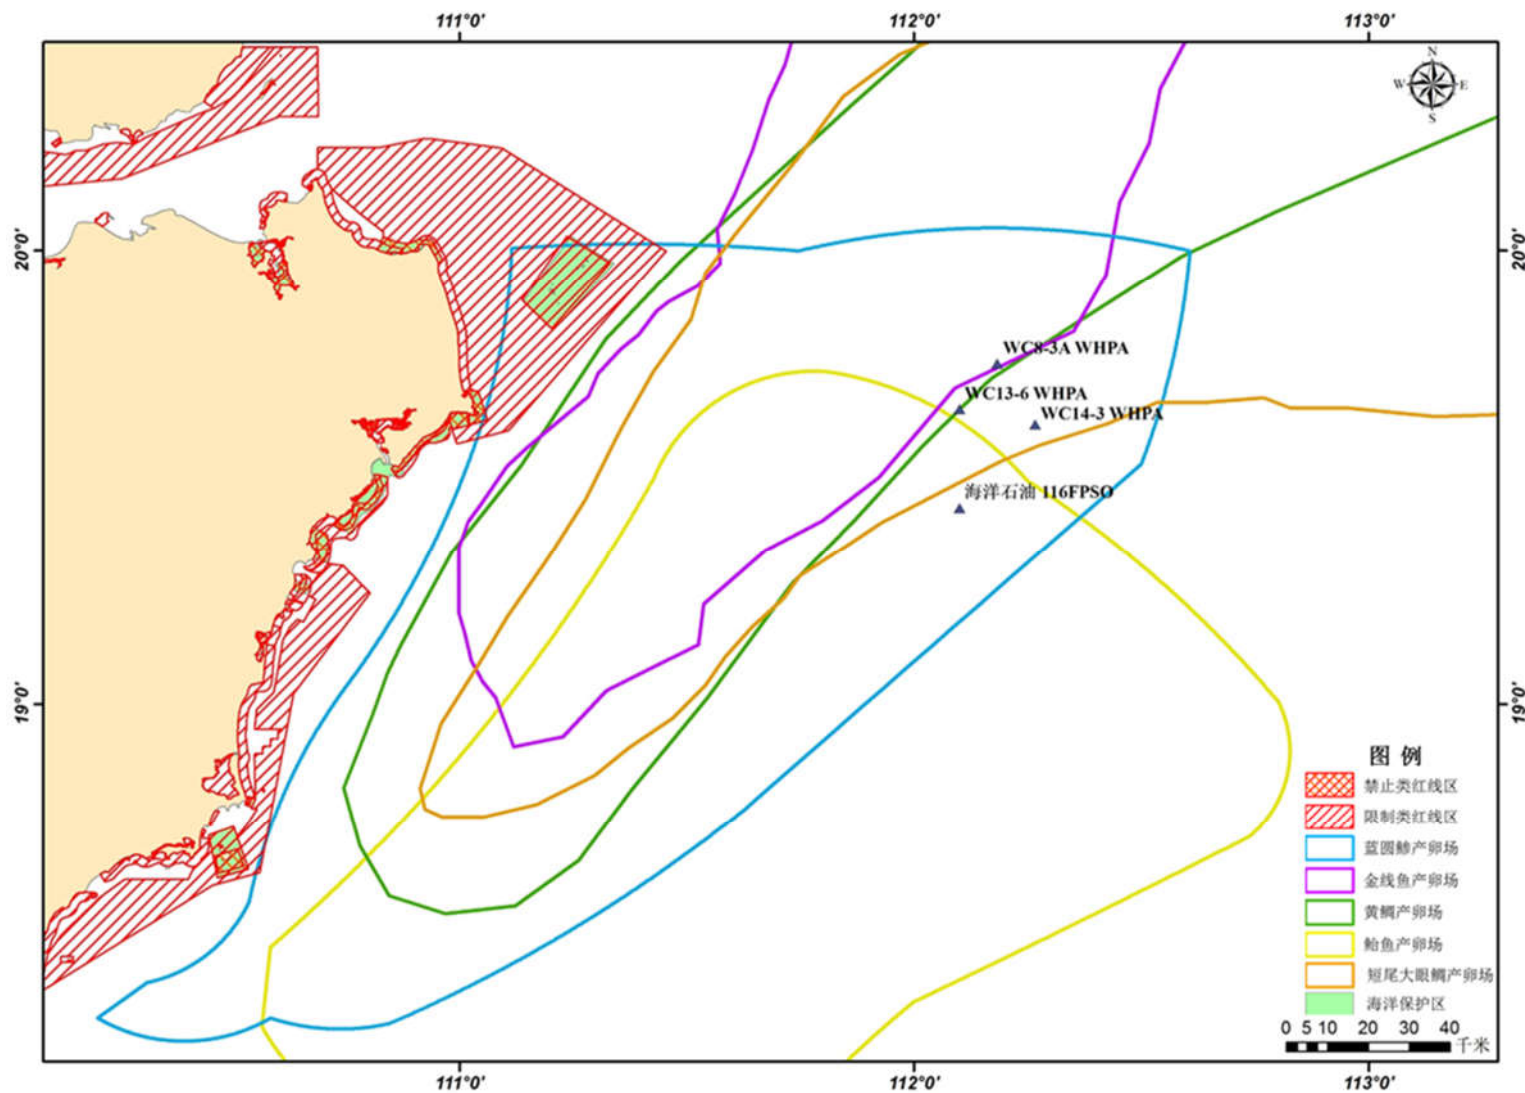 111°0'
112°0'
113°0'
N
W
E
S
20°0'
20°0'
WC8-3A WHPA
WC13-6 WHPA
WC14-3 WHPA
海洋石油 116FPSO
19°0'
19°0'
图 例
禁止类红线区
限制类红线区
蓝圆鲹产卵场
金线鱼产卵场
黄鲷产卵场
鲐鱼产卵场
短尾大眼鲷产卵场
海洋保护区
0 5 10 20 30 40
千米
111°0'
112°0'
113°0'